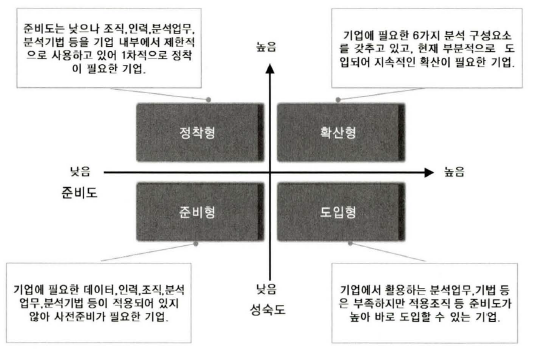 준비도는 낮으나 조직,인력,분석업무,
분석기법 등을 기업 내부에서 제한적
으로 사용하고 있어 1차적으로 정착
이 필요한 기업.
높음
기업에 필요한 6가지 분석 구성요소
를 갖추고 있고, 현재 부분적으로 도
입되어 지속적인 확산이 필요한 기업.
정착형
확산형
낮음
높음
준비도
준비형
도입형
기업에 필요한 데이터,인력,조직,분석
업무,분석기법 등이 적용되어 있지
않아 사전준비가 필요한 기업.
낮음
성숙도
기업에서 활용하는 분석업무,기법 등
은 부족하지만 적용조직 등 준비도가
높아 바로 도입할 수 있는 기업.